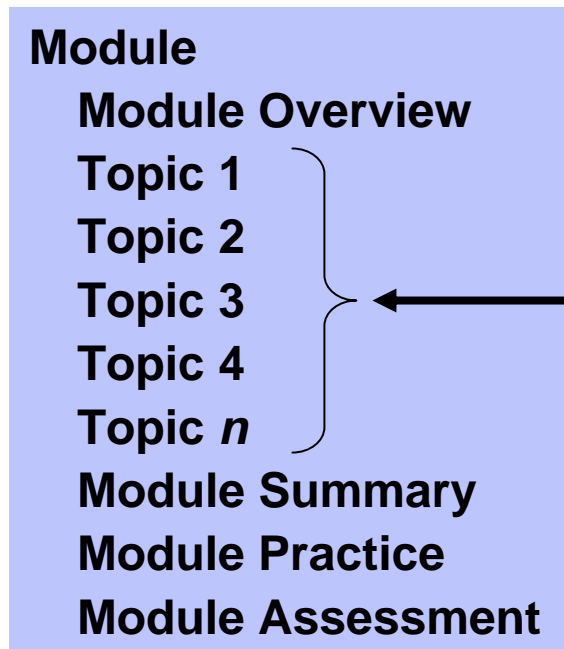 Module
Module Overview
Topic 1
Topic 2
Topic 3
Topic 4
Topic n
Module Summary
Module Practice
Module Assessment